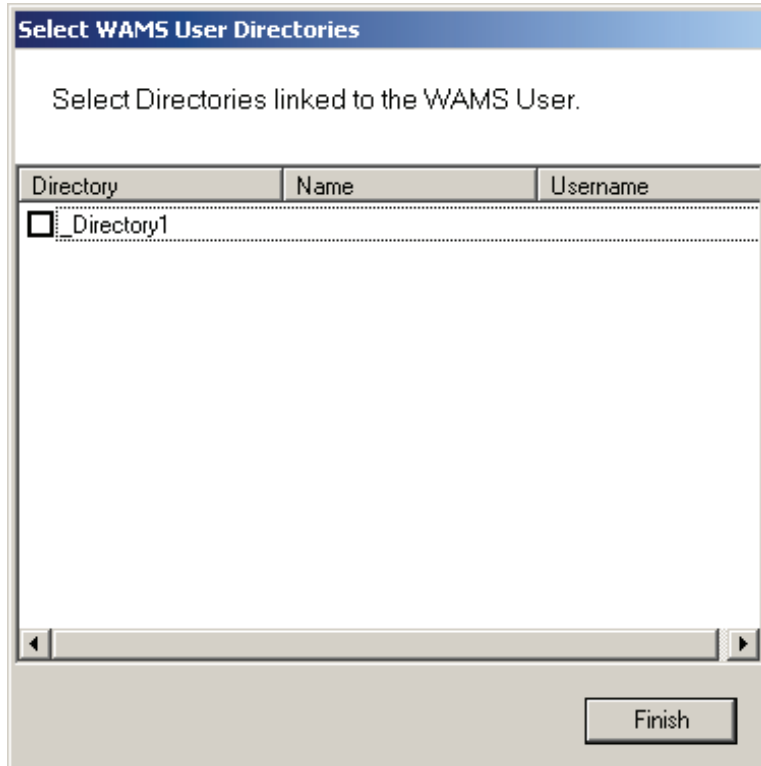 Select WAMS User Directories
Select Directories linked to the WAMS User.
Directory Name Username
_Directory1
Finish